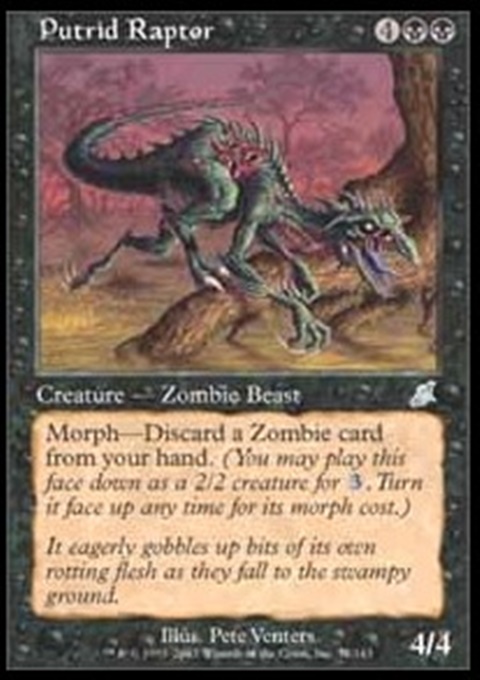 Putrid Raptor 4
Creature — Zombie Beast
Morph—Discard a Zombie card
from your hand. (You may play this
face down as a 2/2 creature for 3. Turn
it face up any time for its morph cost.)
It eagerly gobbles up bits of its own
rotting flesh as they fall to the swampy
ground.
Illus. Pete Venters
4/4